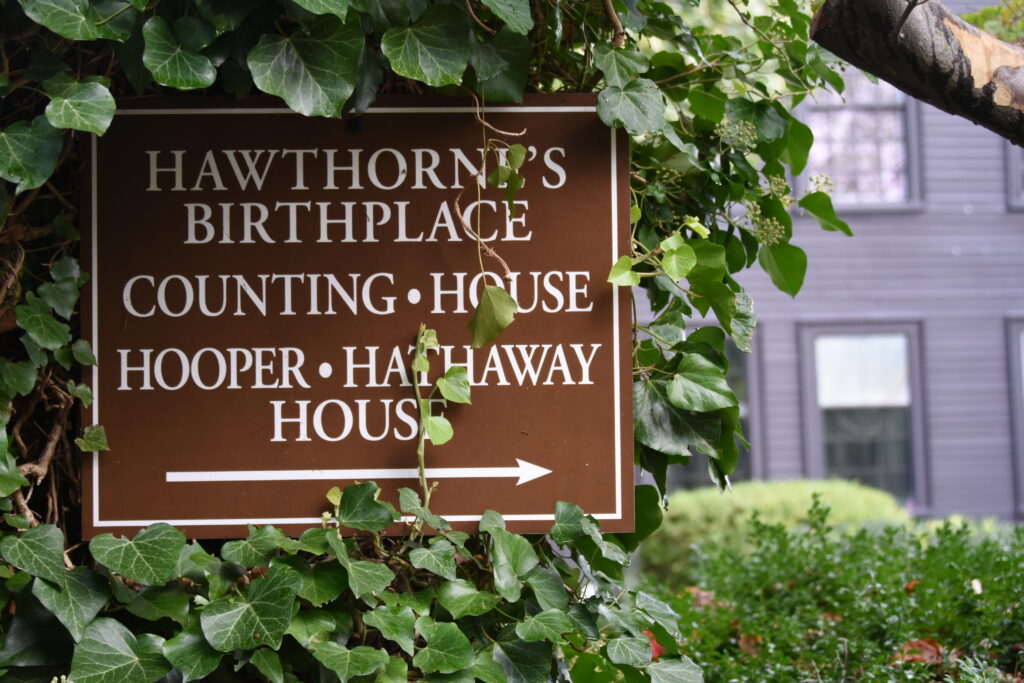 HAWTHORNE'S
BIRTHPLACE
COUNTING • HOUSE
HOOPER • HATHAWAY
HOUSE